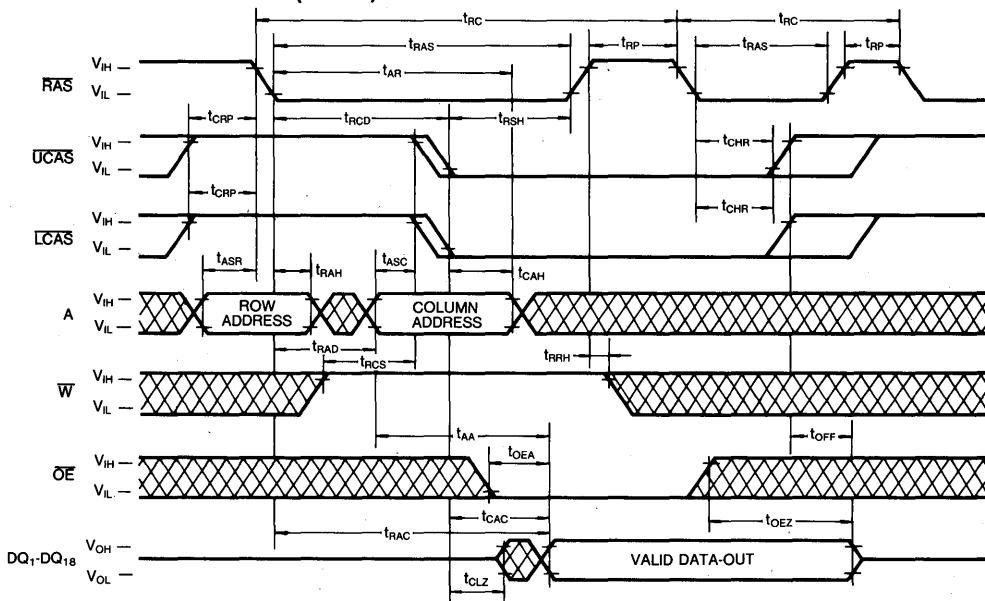 tRC tRC
tRAS tRP tRAS tRP
tAR
RAS VIH —
VIL —
tCRP tRCD tRSH
UCAS VIH —
VIL —
tCHR
tCRP tCHR
LCAS VIH —
VIL —
tASR tRAH tASC tCAH
A VIH —
VIL —
ROW ADDRESS COLUMN ADDRESS
tRAD tRCS tRRH
W VIH —
VIL —
tAA tOEA tOFF
OE VIH —
VIL —
tCAC tOEZ
tRAC
DQ1-DQ18 VOH —
VOL —
VALID DATA-OUT
tCLZ